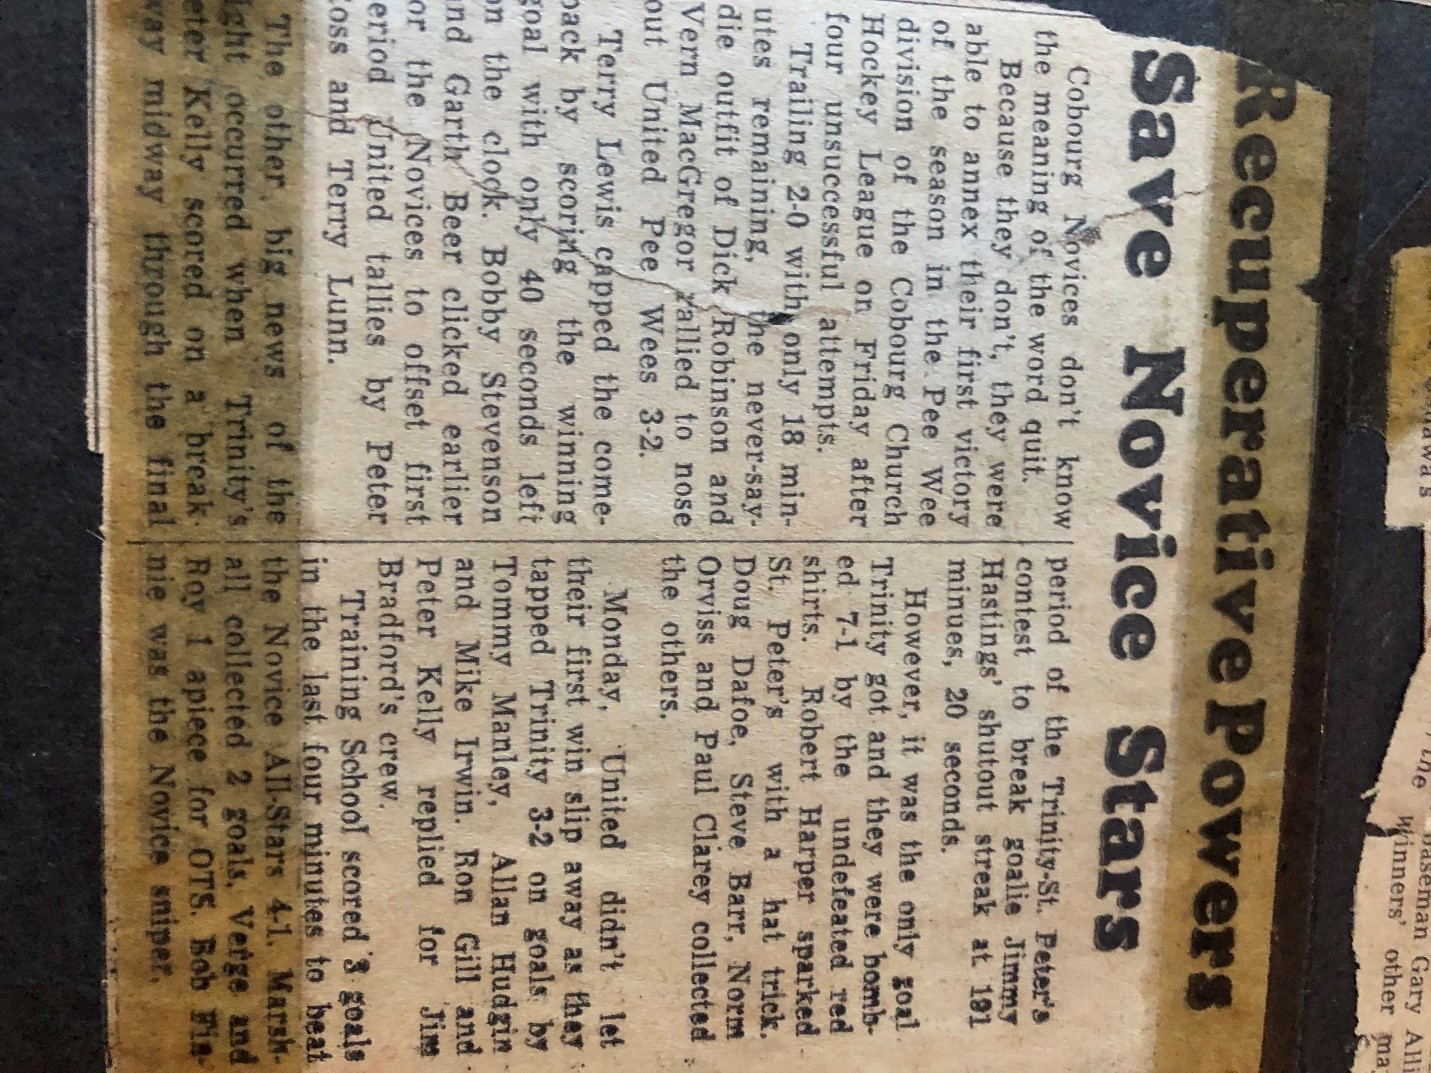 Recuperative Powers
Save Novice Stars
Cobourg Novices don't know
the meaning of the word quit.
Because they don't, they were
able to annex their first victory
of the season in the Pee Wee
division of the Cobourg Church
Hockey League on Friday after
four unsuccessful attempts.
Trailing 2-0 with only 18 min-
utes remaining, the never-say-
die outfit of Dick Robinson and
Vern MacGregor rallied to nose
out United Pee Wees 3-2.
Terry Lewis capped the come-
back by scoring the winning
goal with only 40 seconds left
on the clock. Bobby Stevenson
and Garth Beer clicked earlier
for the Novices to offset first
period United tallies by Peter
oss and Terry Lunn.
The other big news of the
ight occurred when Trinity's
eter Kelly scored on a break-
way midway through the final
period of the Trinity-St. Peter's
contest to break goalie Jimmy
Hastings' shutout streak at 191
minutes, 20 seconds.
However, it was the only goal
Trinity got and they were bomb-
ed 7-1 by the undefeated red
shirts. Robert Harper sparked
St. Peter's with a hat trick.
Doug Dafoe, Steve Barr, Norm
Orviss and Paul Clarey collected
the others.
Monday, United didn't let
their first win slip away as they
tapped Trinity 3-2 on goals by
Tommy Manley, Allan Hudgin
and Mike Irwin. Ron Gill and
Peter Kelly replied for Jim
Bradford's crew.
Training School scored 3 goals
in the last four minutes to beat
the Novice All-Stars 4-1. Marsh-
all collected 2 goals, Verge and
Roy 1 apiece for OTS. Bob Fin-
nie was the Novice sniper.
baseman Gary Alli
the winners' other ma